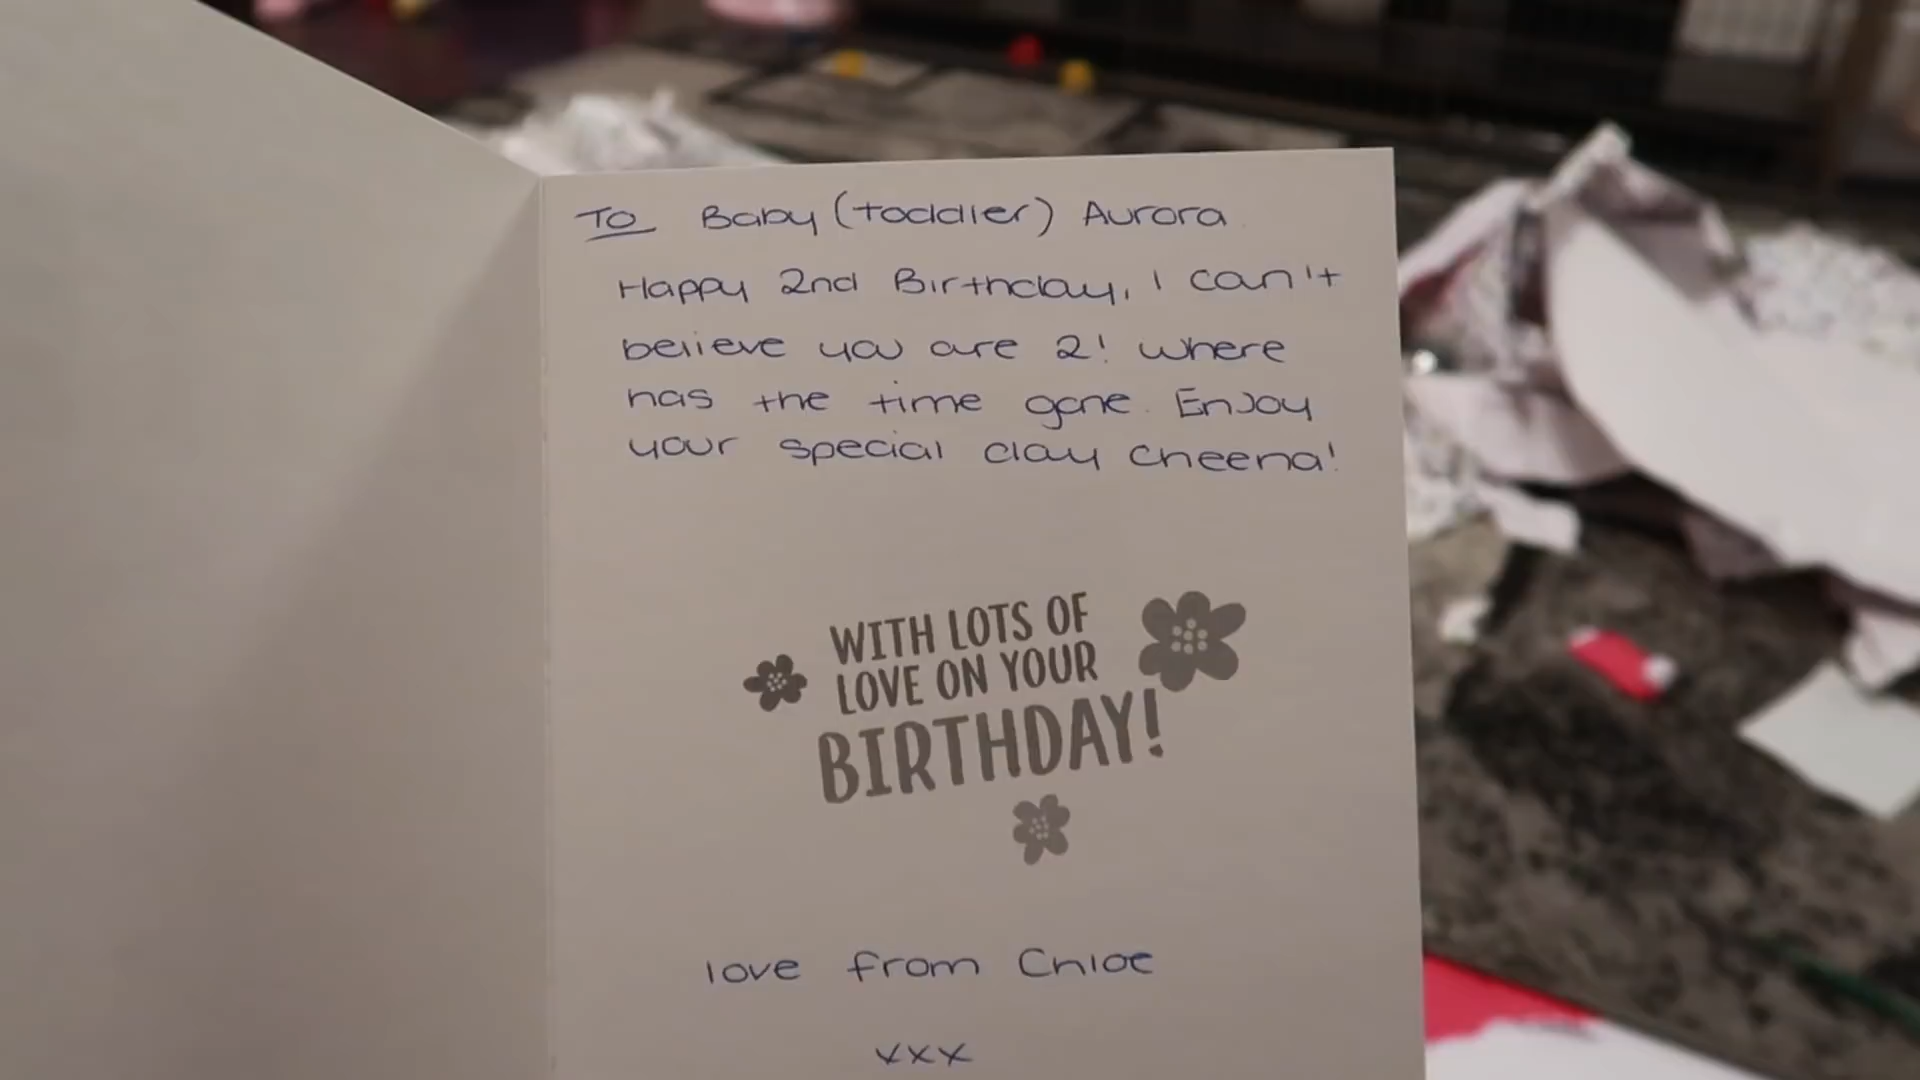 To Baby (toddler) Aurora
Happy 2nd Birthday, I can't
believe you are 2! where
has the time gone. Enjoy
your special day cheena!
WITH LOTS OF
LOVE ON YOUR
BIRTHDAY!
love from Chloe
xxx